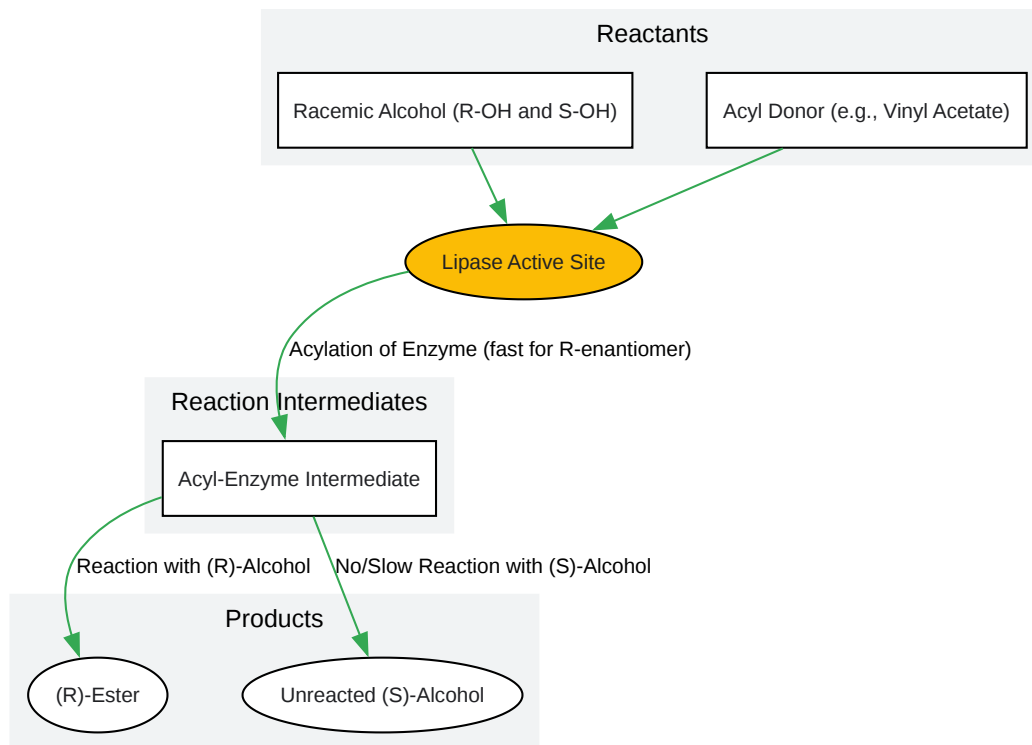 Reactants
Racemic Alcohol (R-OH and S-OH)
Acyl Donor (e.g., Vinyl Acetate)
Lipase Active Site
Acylation of Enzyme (fast for R-enantiomer)
Reaction Intermediates
Acyl-Enzyme Intermediate
Reaction with (R)-Alcohol
No/Slow Reaction with (S)-Alcohol
Products
(R)-Ester
Unreacted (S)-Alcohol